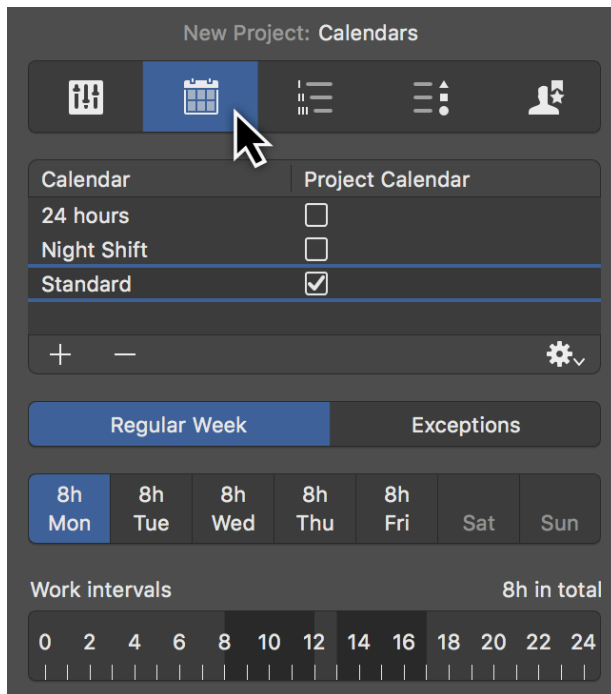 New Project: Calendars
Calendar Project Calendar
24 hours
Night Shift
Standard
Regular Week Exceptions
8h 8h 8h 8h 8h
Mon Tue Wed Thu Fri Sat Sun
Work intervals 8h in total
0 2 4 6 8 10 12 14 16 18 20 22 24